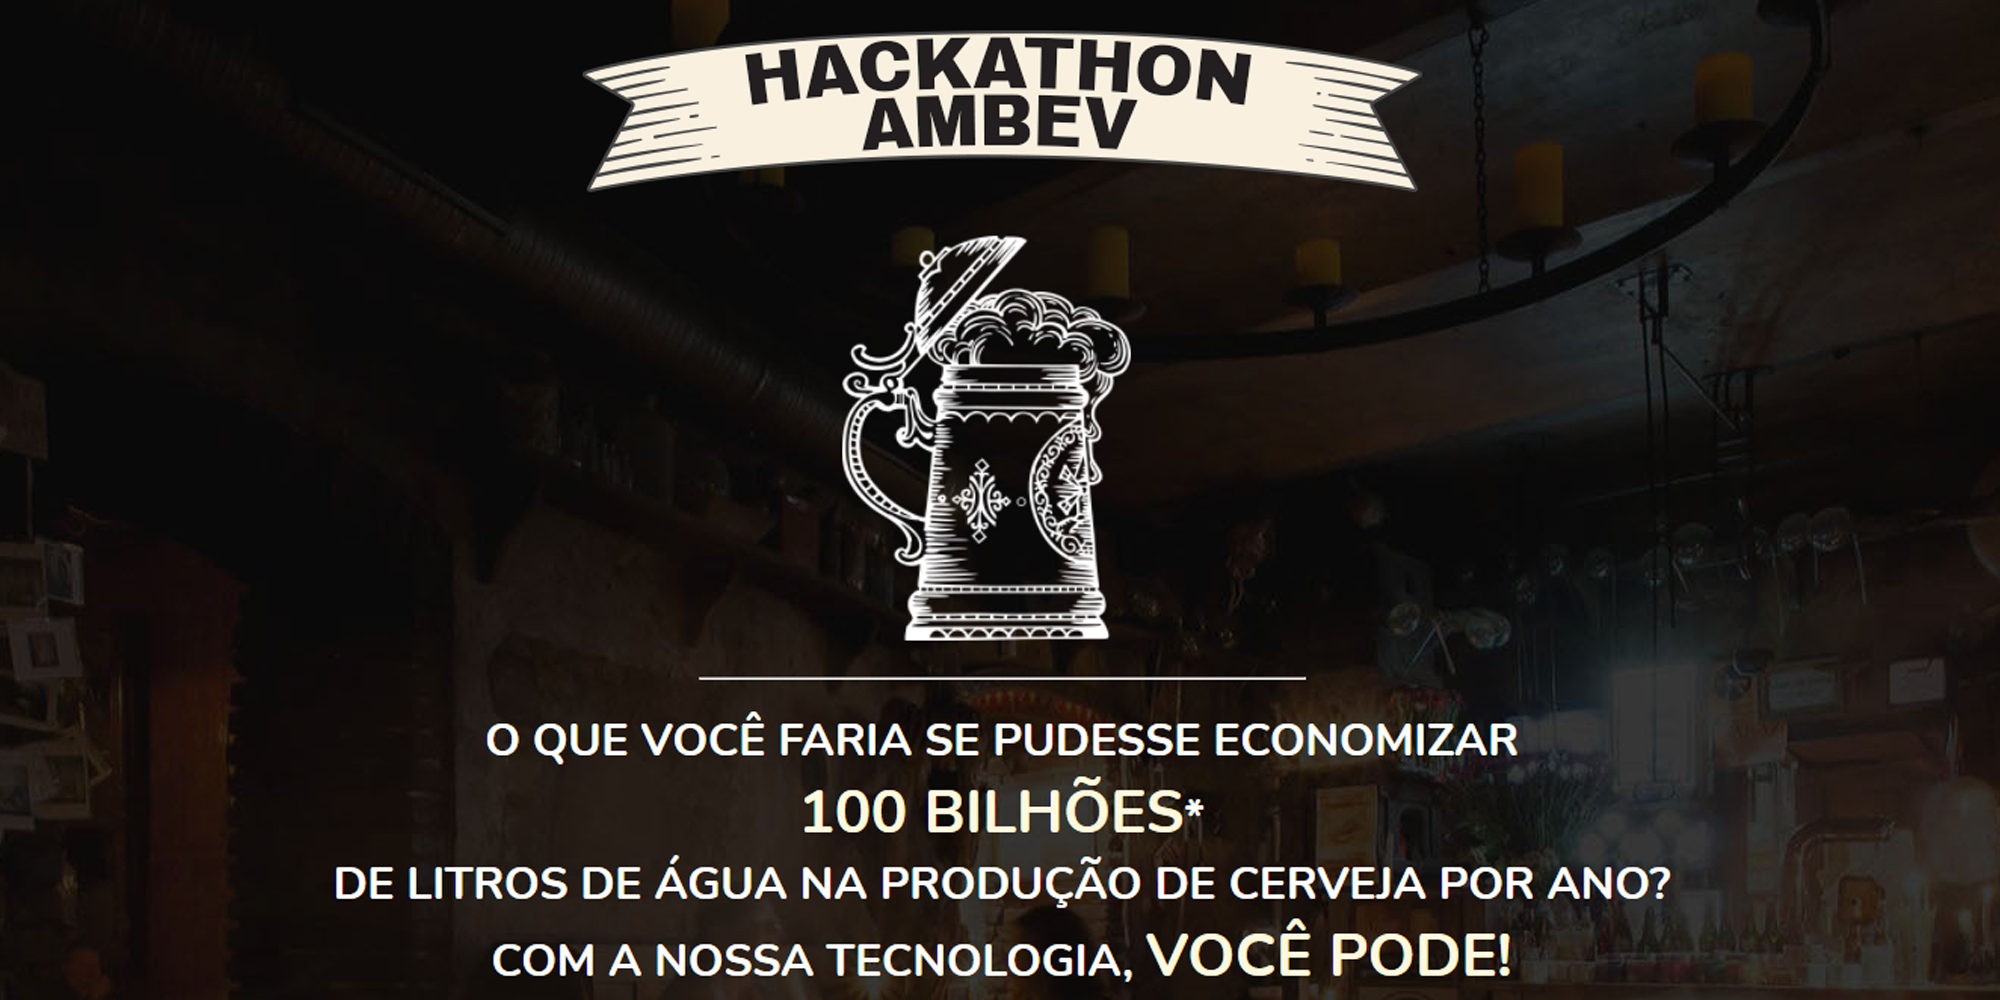 HACKATHON
AMBEV
O QUE VOCÊ FARIA SE PUDESSE ECONOMIZAR
100 BILHÕES*
DE LITROS DE ÁGUA NA PRODUÇÃO DE CERVEJA POR ANO?
COM A NOSSA TECNOLOGIA, VOCÊ PODE!